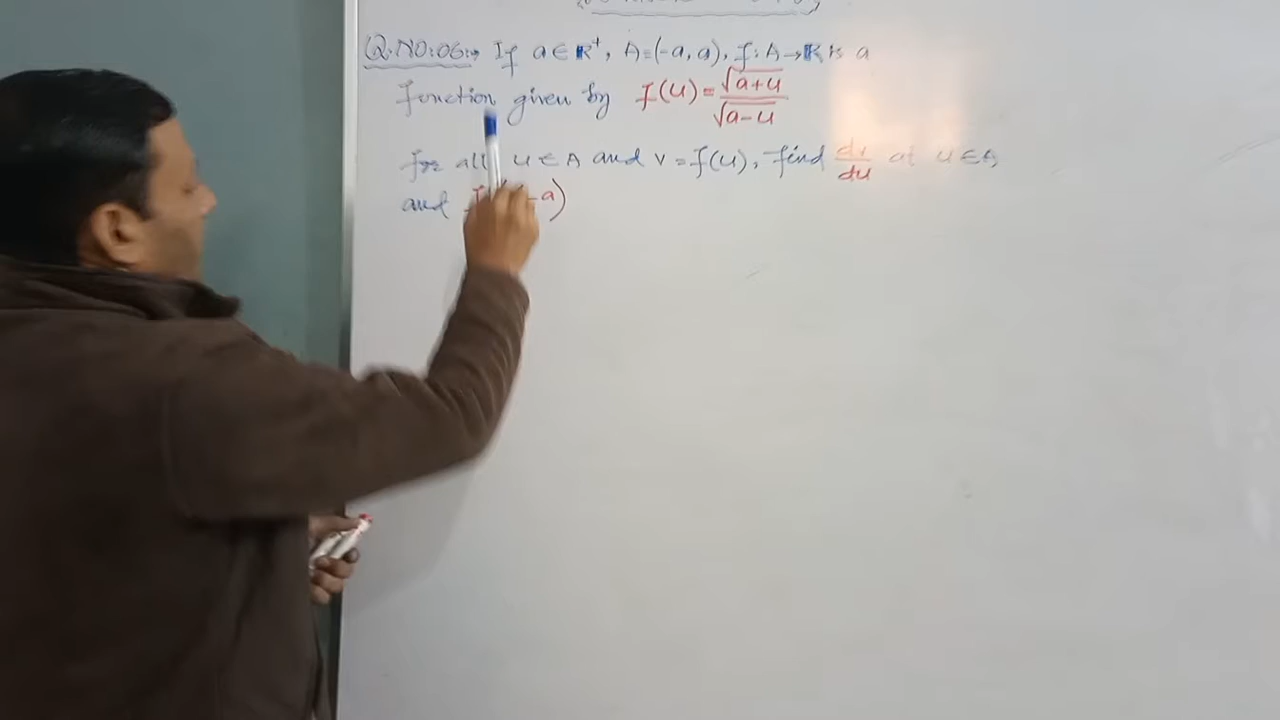 Q.NO:06:→ If a ∈ R⁺, A=(-a, a), f: A→R is a
function given by f(u) = √(a+u) / √(a-u)
for all u ∈ A and v = f(u), find dv/du at u ∈ A
and -a)